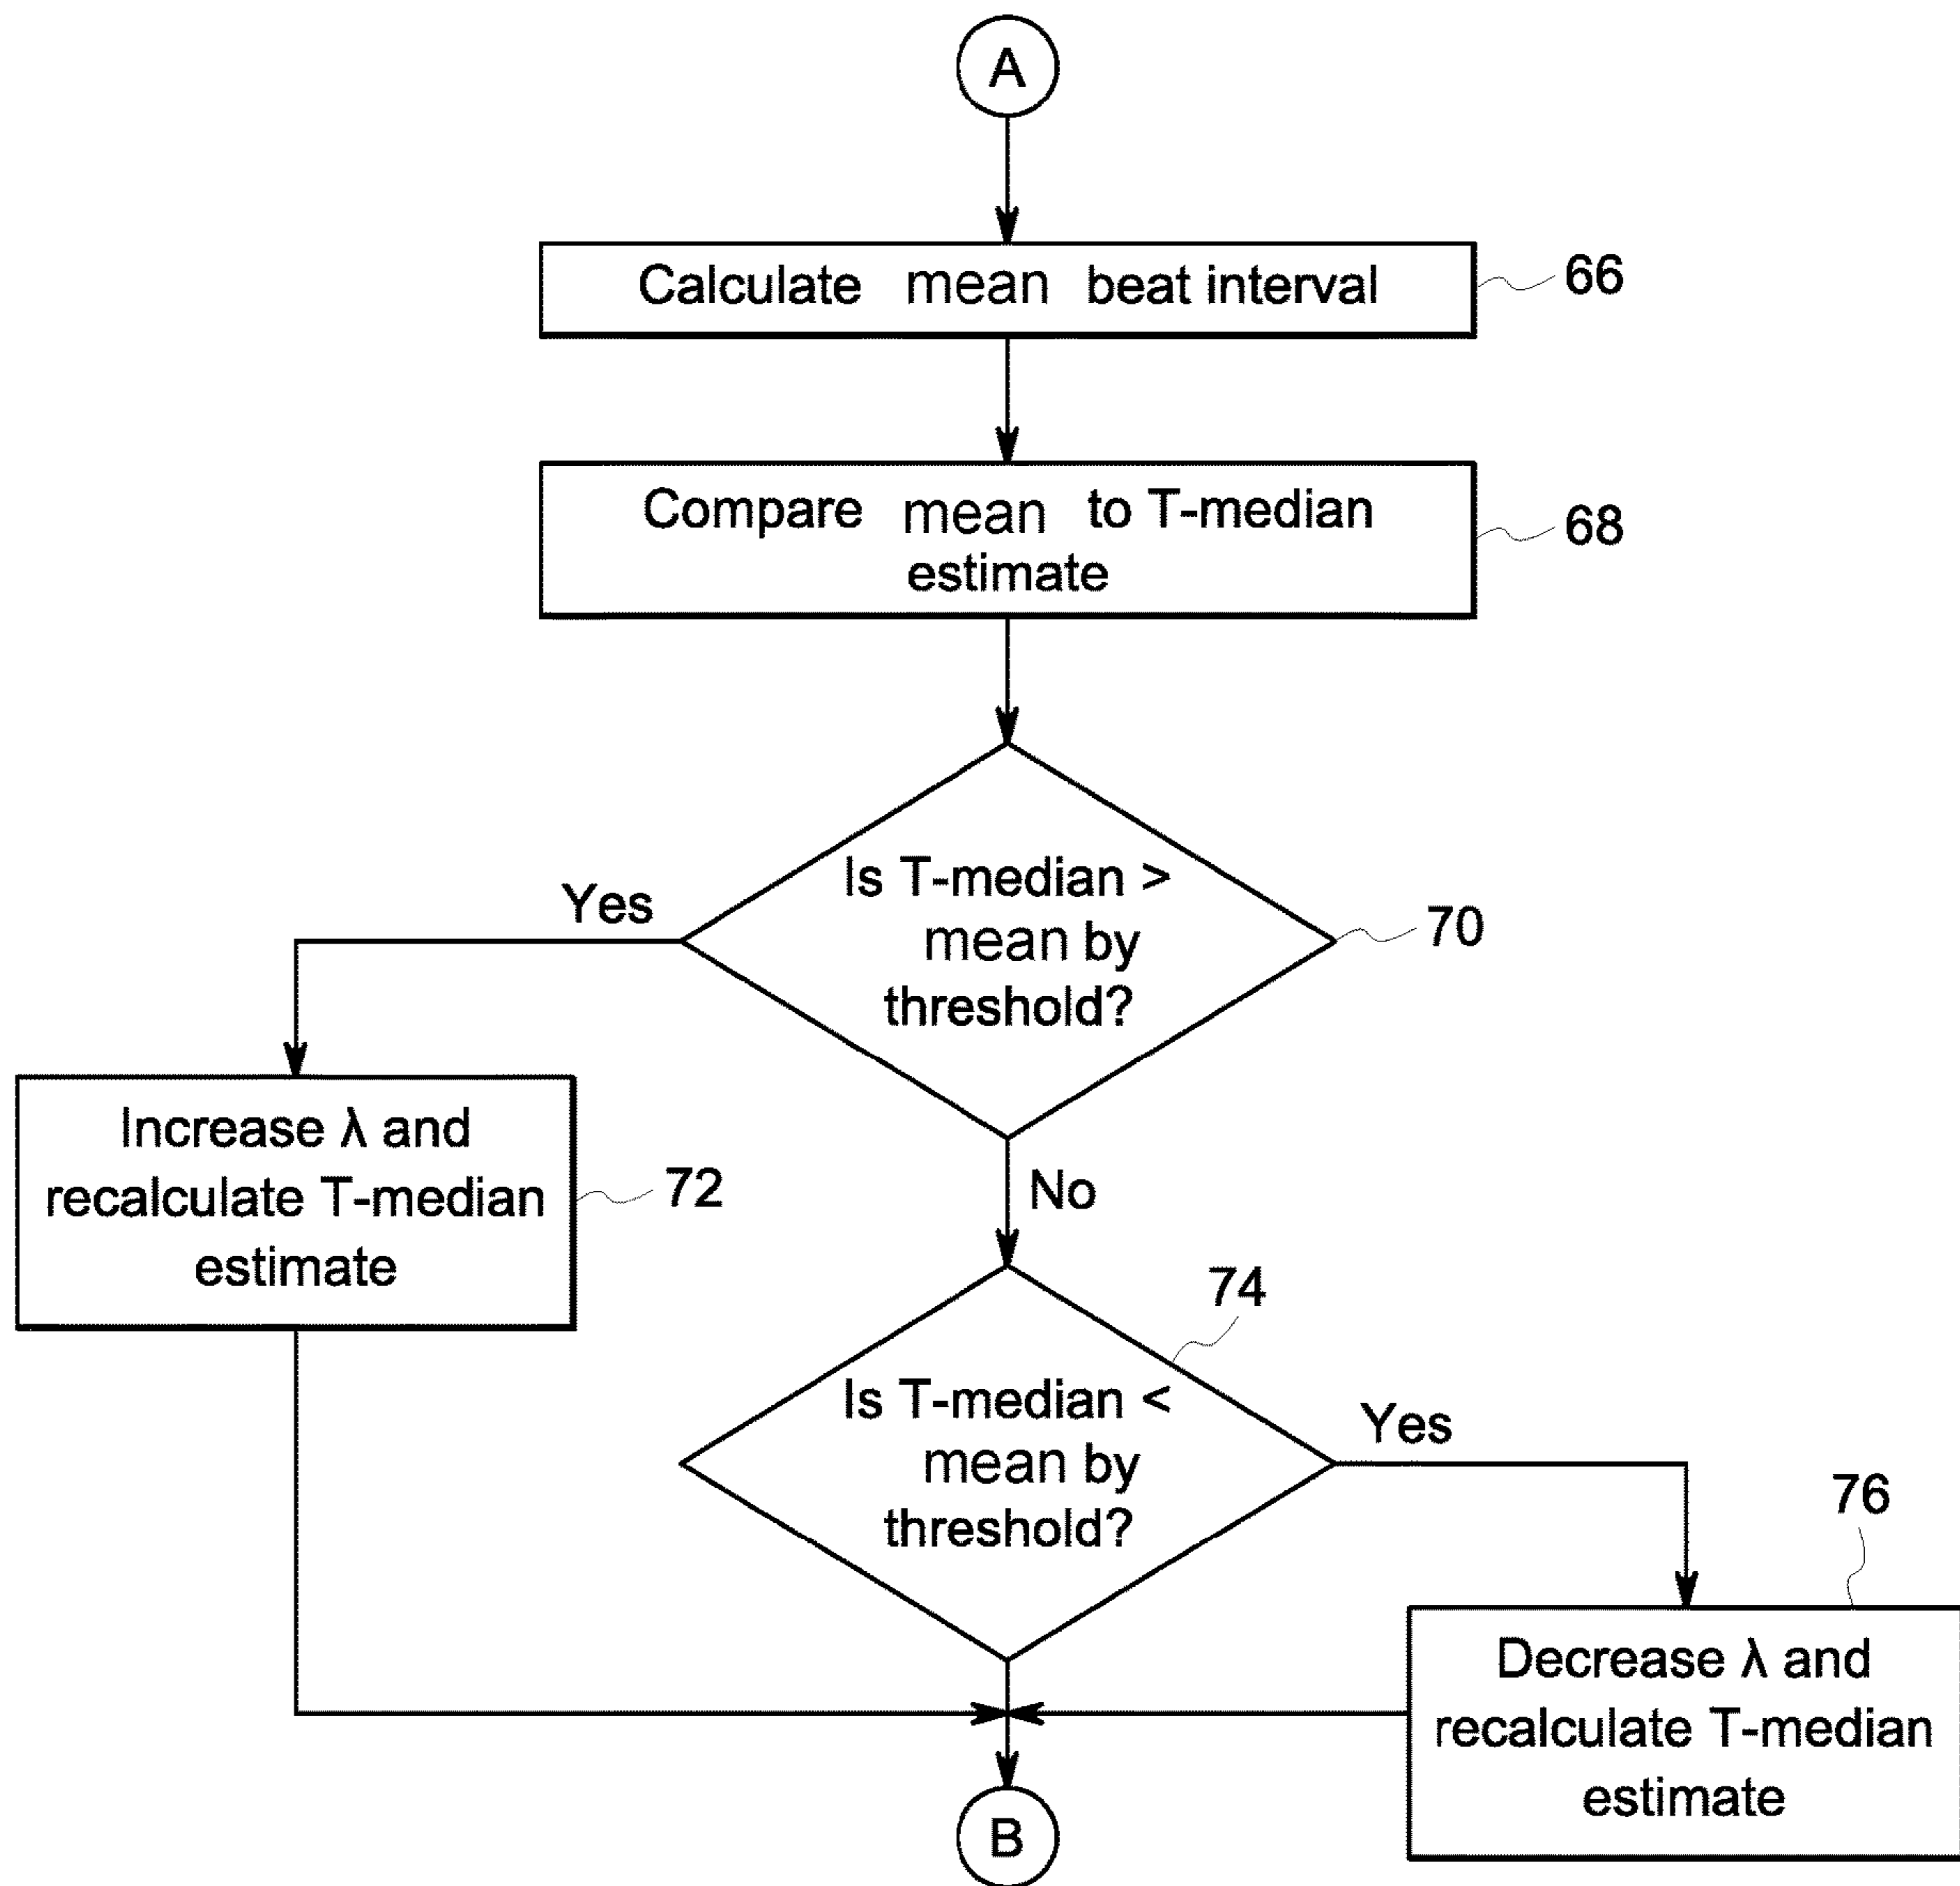 A
Calculate mean beat interval
66
Compare mean to T-median
estimate
68
Is T-median >
mean by
threshold?
70
Yes
Increase λ and
recalculate T-median
estimate
72
No
74
Is T-median <
mean by
threshold?
Yes
76
Decrease λ and
recalculate T-median
estimate
B